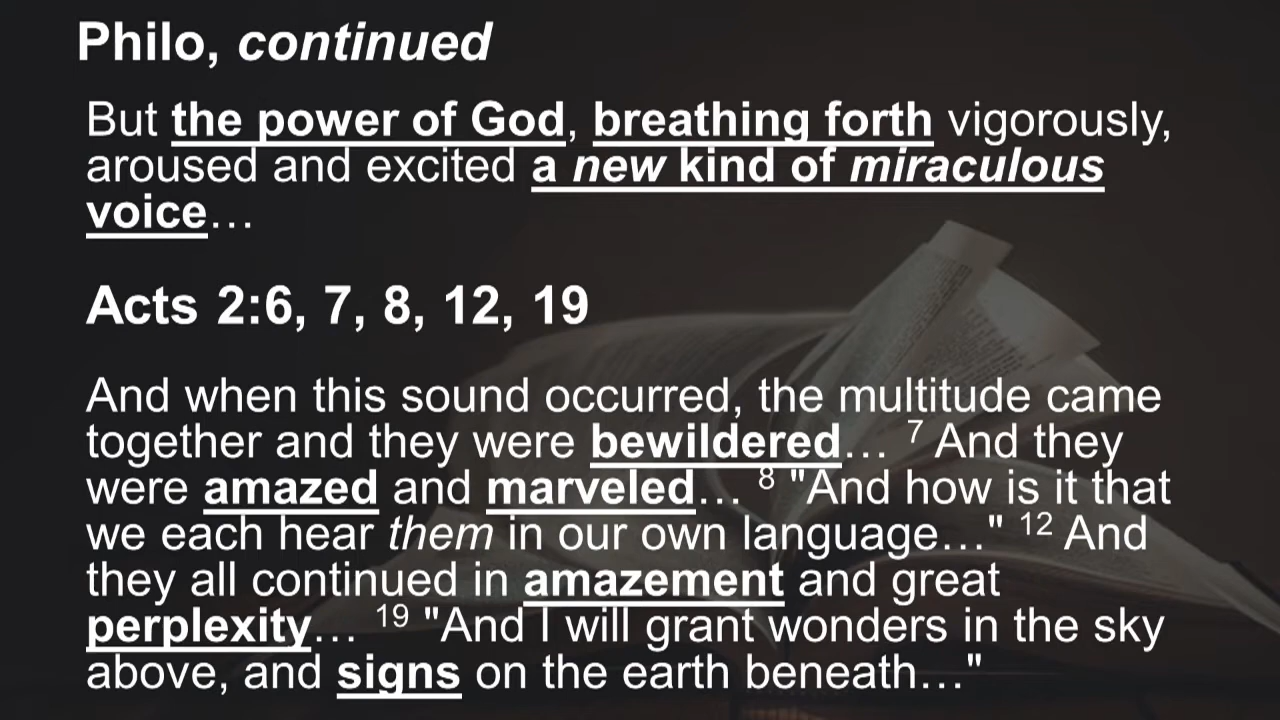 Philo, continued
But the power of God, breathing forth vigorously,
aroused and excited a new kind of miraculous
voice…
Acts 2:6, 7, 8, 12, 19
And when this sound occurred, the multitude came
together and they were bewildered… 7 And they
were amazed and marveled… 8 "And how is it that
we each hear them in our own language…" 12 And
they all continued in amazement and great
perplexity… 19 "And I will grant wonders in the sky
above, and signs on the earth beneath…"